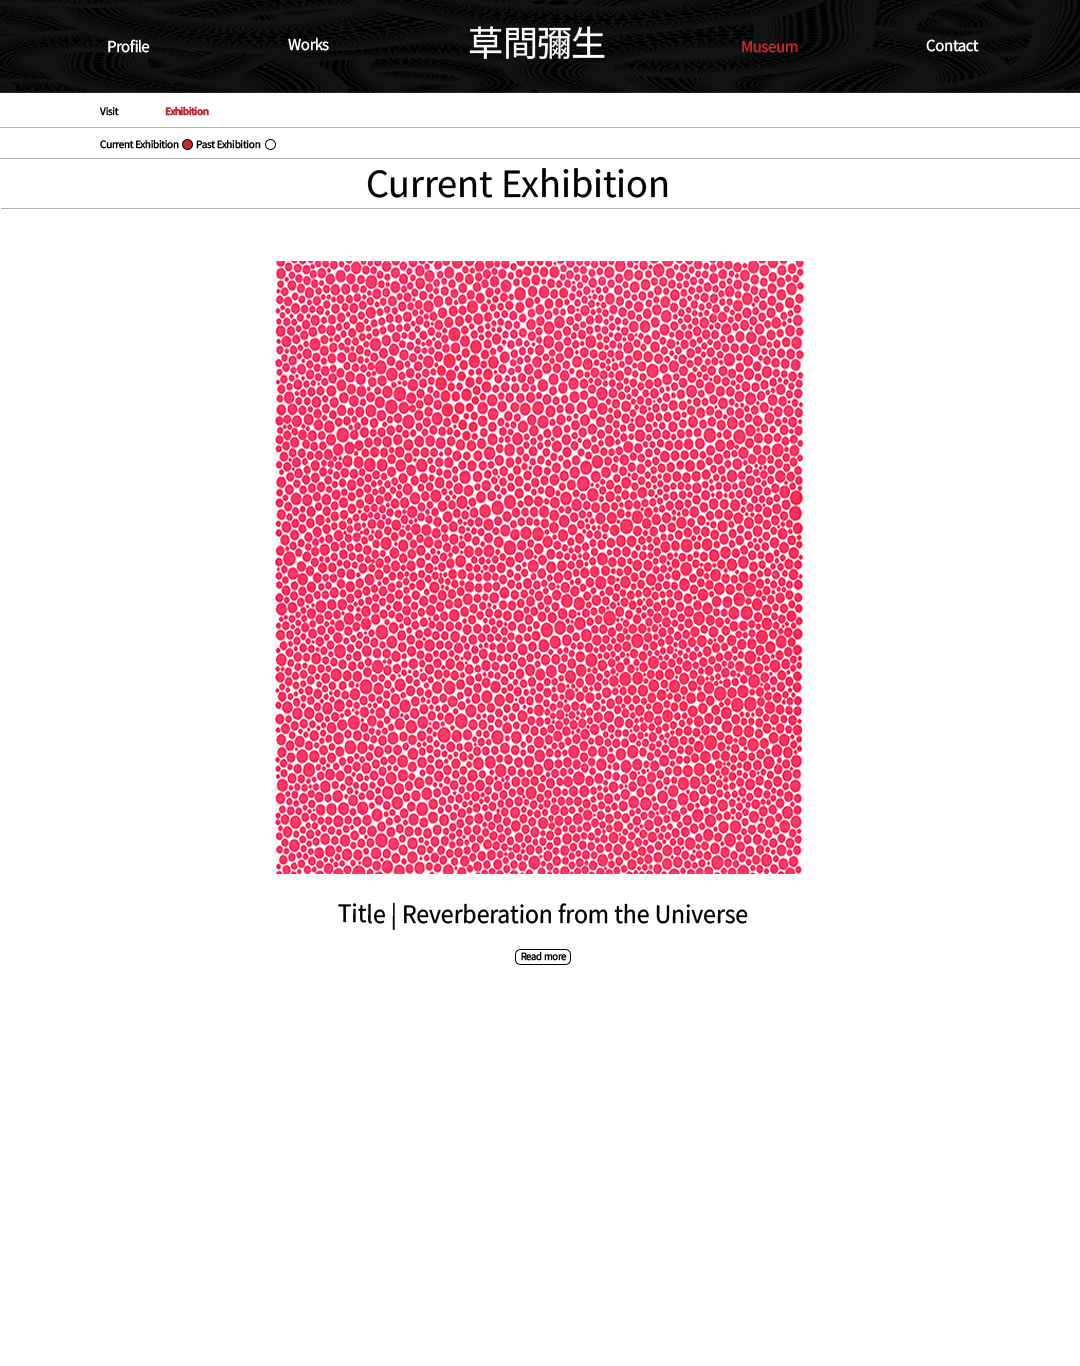 Profile Works 草間彌生 Museum Contact
Visit Exhibition
Current Exhibition Past Exhibition
Current Exhibition
Title | Reverberation from the Universe
Read more